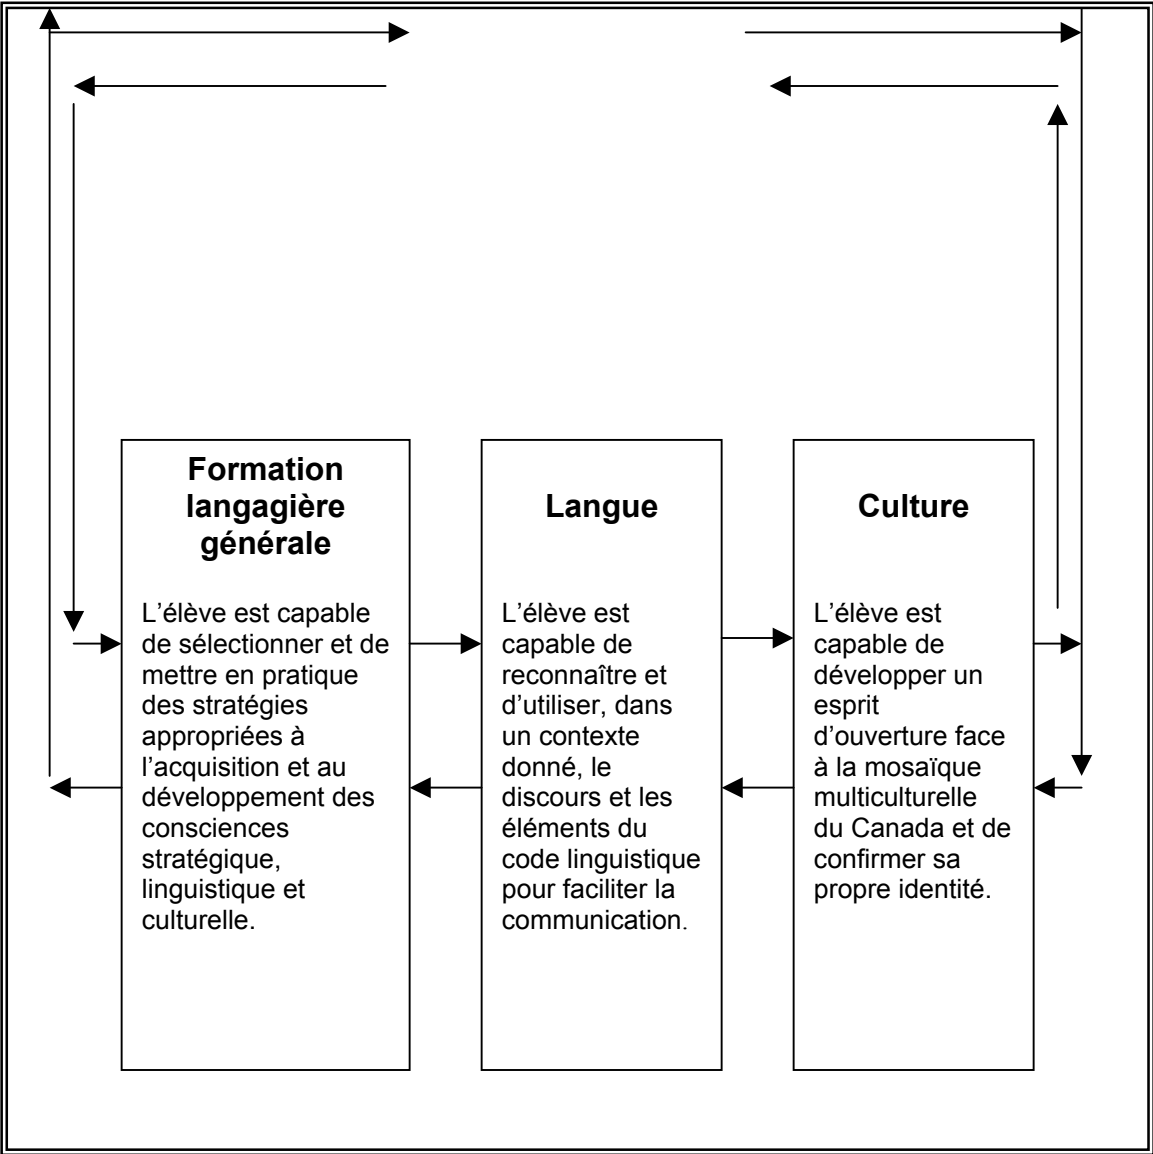 Formation
langagière
générale
L’élève est capable
de sélectionner et de
mettre en pratique
des stratégies
appropriées à
l’acquisition et au
développement des
consciences
stratégique,
linguistique et
culturelle.
Langue
L’élève est
capable de
reconnaître et
d’utiliser, dans
un contexte
donné, le
discours et les
éléments du
code linguistique
pour faciliter la
communication.
Culture
L’élève est
capable de
développer un
esprit
d’ouverture face
à la mosaïque
multiculturelle
du Canada et de
confirmer sa
propre identité.